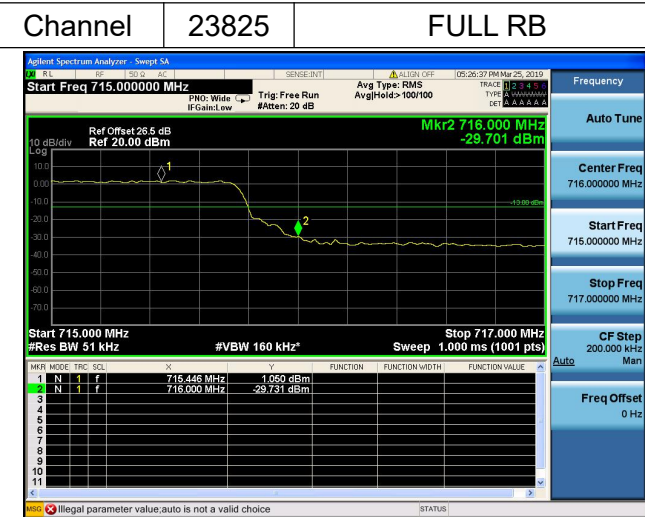 Channel 23825 FULL RB
Agilent Spectrum Analyzer - Swept SA
LXI RL RF 50 Ω AC SENSE:INT ALIGN OFF 05:26:37 PM Mar 25, 2019
Start Freq 715.000000 MHz
PNO: Wide Trig: Free Run Avg Type: RMS TRACE 1 2 3 4 5 6
IFGain:Low #Atten: 20 dB Avg|Hold:>100/100 TYPE A
DET A A A A A A
Ref Offset 26.5 dB Mkr2 716.000 MHz
10 dB/div Ref 20.00 dBm -29.701 dBm
Log
10.0
0.00
-10.0
-20.0
-30.0
-40.0
-50.0
-60.0
-70.0
1
2
-13.00 dBm
Start 715.000 MHz Stop 717.000 MHz
#Res BW 51 kHz #VBW 160 kHz* Sweep 1.000 ms (1001 pts)
MKR MODE TRC SCL X Y FUNCTION FUNCTION WIDTH FUNCTION VALUE
1 N 1 f 715.446 MHz 1.050 dBm
2 N 1 f 716.000 MHz -29.731 dBm
3
4
5
6
7
8
9
10
11
MSG Illegal parameter value;auto is not a valid choice STATUS
Frequency
Auto Tune
Center Freq
716.000000 MHz
Start Freq
715.000000 MHz
Stop Freq
717.000000 MHz
CF Step
200.000 kHz
Auto Man
Freq Offset
0 Hz